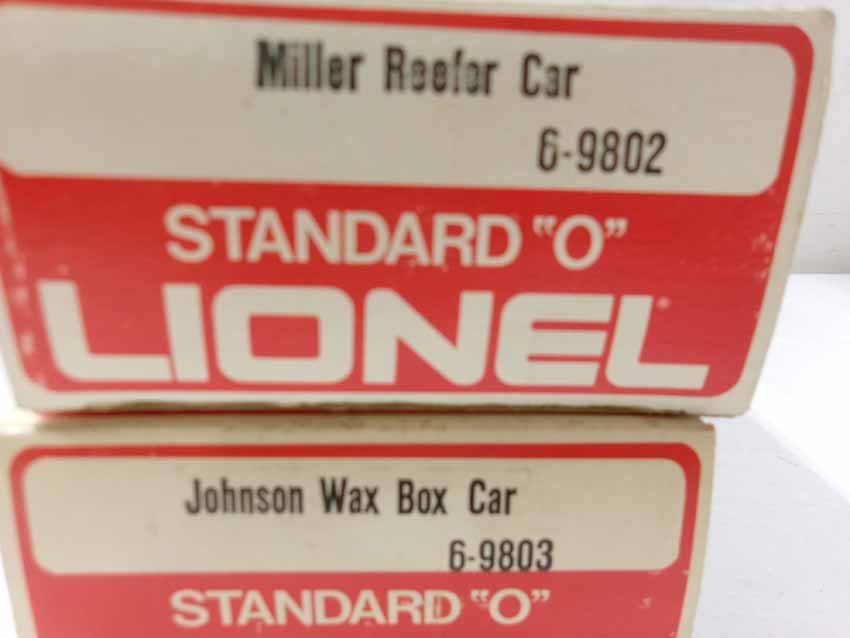 Miller Reefer Car
6-9802
STANDARD "O"
LIONEL
Johnson Wax Box Car
6-9803
STANDARD "O"